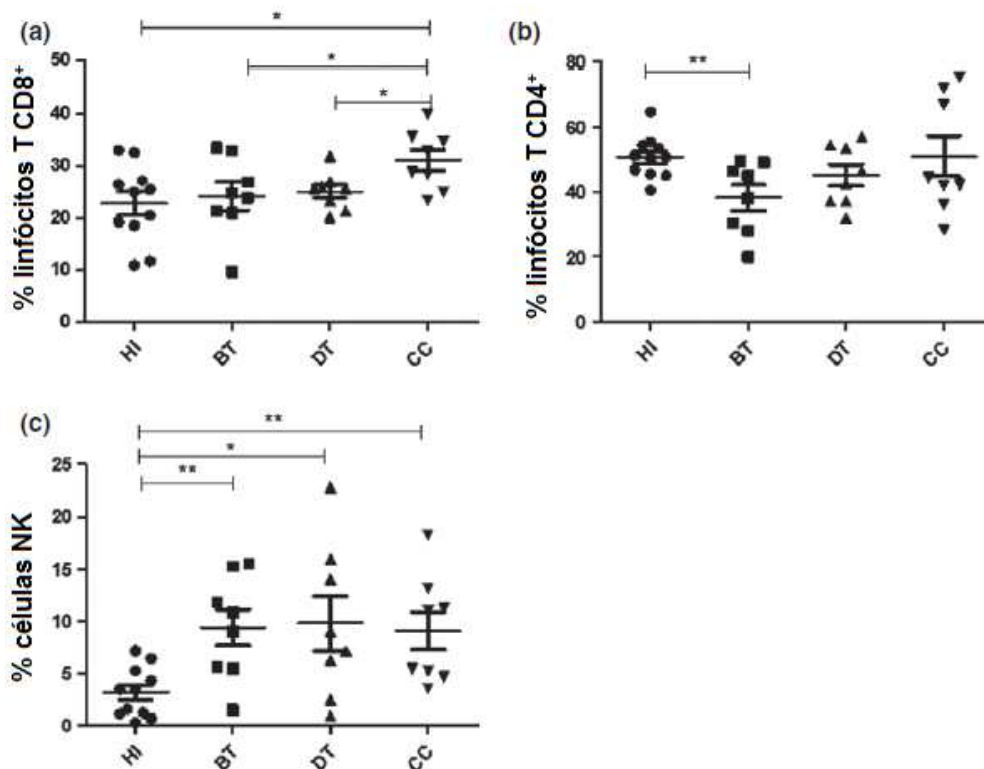 (a)
*
*
*
% linfócitos T CD8⁺
50
40
30
20
10
0
HI
BT
DT
CC
(b)
**
% linfócitos T CD4⁺
80
60
40
20
0
HI
BT
DT
CC
(c)
**
*
**
% células NK
25
20
15
10
5
0
HI
BT
DT
CC